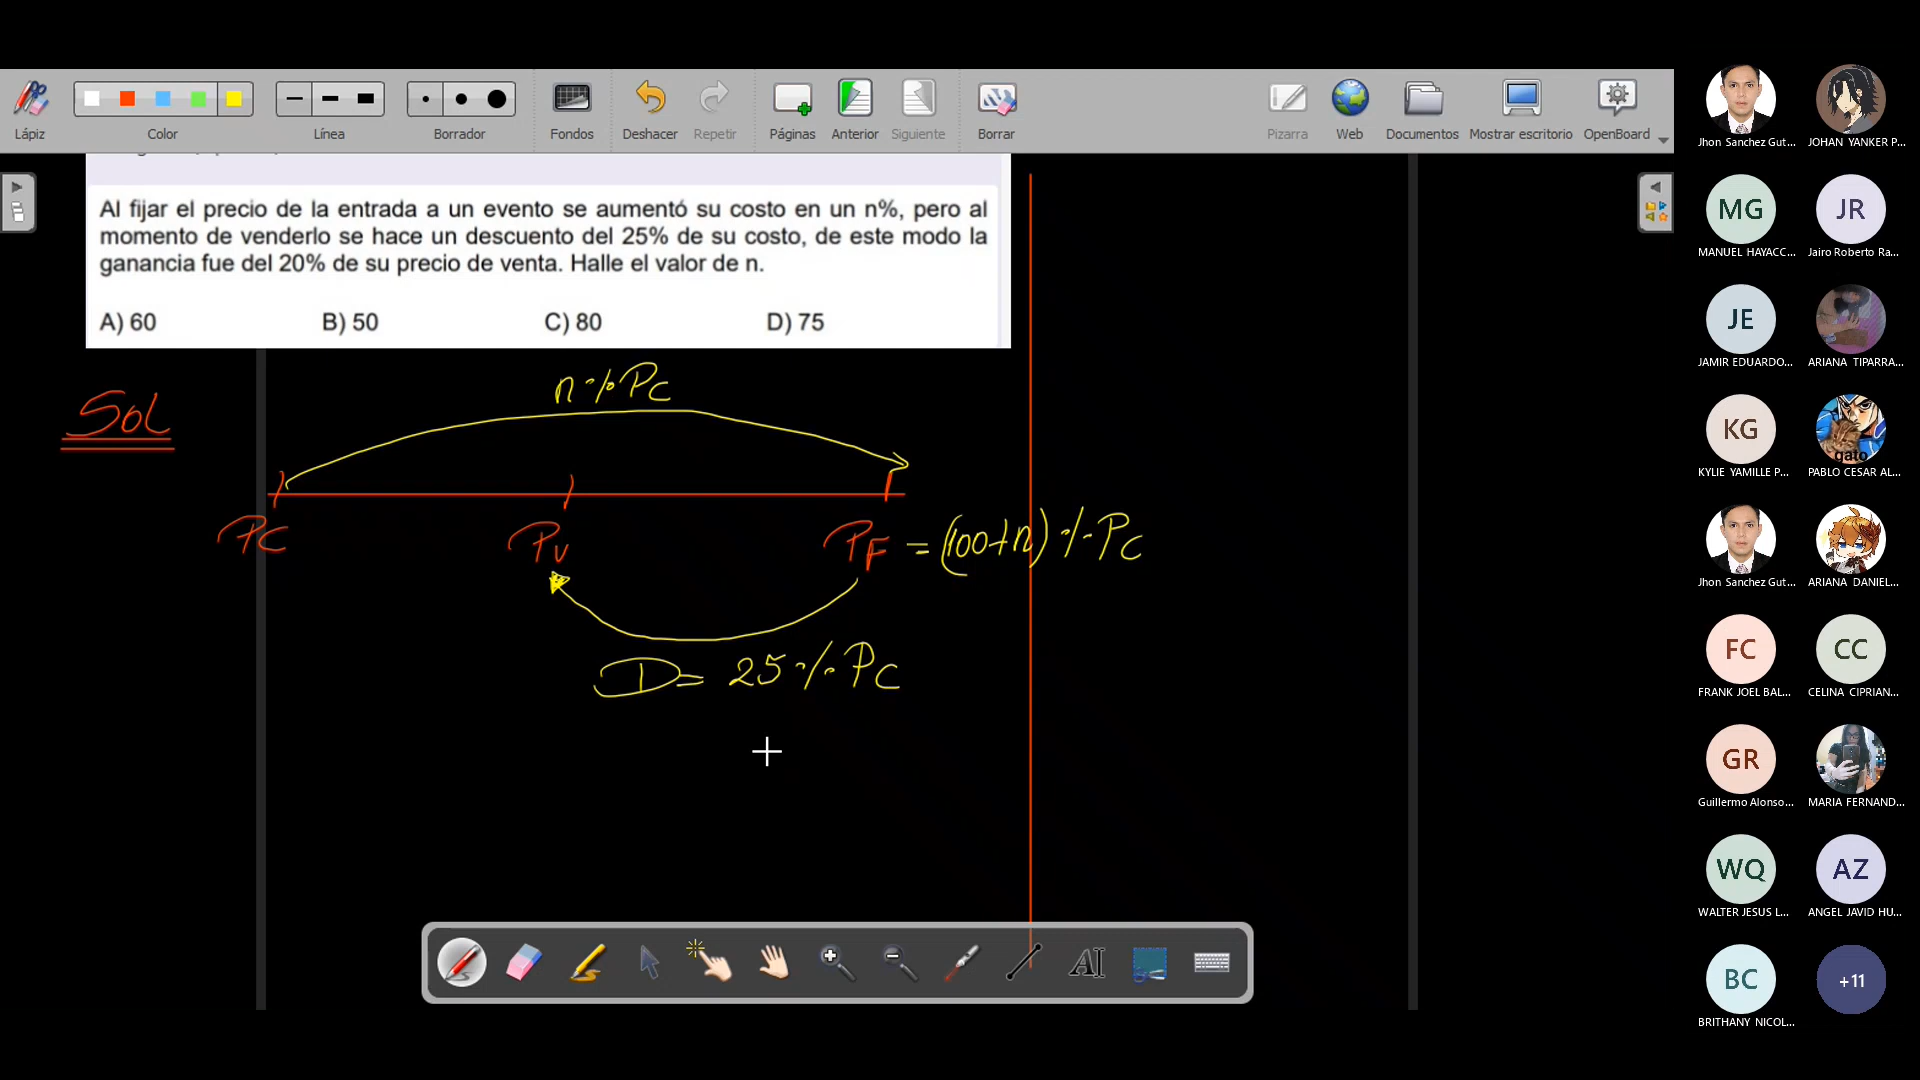 Lápiz
Color
Línea
Borrador
Fondos
Deshacer
Repetir
Páginas
Anterior
Siguiente
Borrar
Pizarra
Web
Documentos
Mostrar escritorio
OpenBoard
Al fijar el precio de la entrada a un evento se aumentó su costo en un n%, pero al
momento de venderlo se hace un descuento del 25% de su costo, de este modo la
ganancia fue del 20% de su precio de venta. Halle el valor de n.
A) 60 B) 50 C) 80 D) 75
Sol
n % Pc
Pc Pv PF = (100+n) % Pc
D = 25 % Pc
AI
Jhon Sanchez Gut...
JOHAN YANKER P...
MG
MANUEL HAYACC...
JR
Jairo Roberto Ra...
JE
JAMIR EDUARDO...
ARIANA TIPARRA...
KG
KYLIE YAMILLE P...
gato
PABLO CESAR AL...
Jhon Sanchez Gut...
ARIANA DANIEL...
FC
FRANK JOEL BAL...
CC
CELINA CIPRIAN...
GR
Guillermo Alonso...
MARIA FERNAND...
WQ
WALTER JESUS L...
AZ
ANGEL JAVID HU...
BC
BRITHANY NICOL...
+11